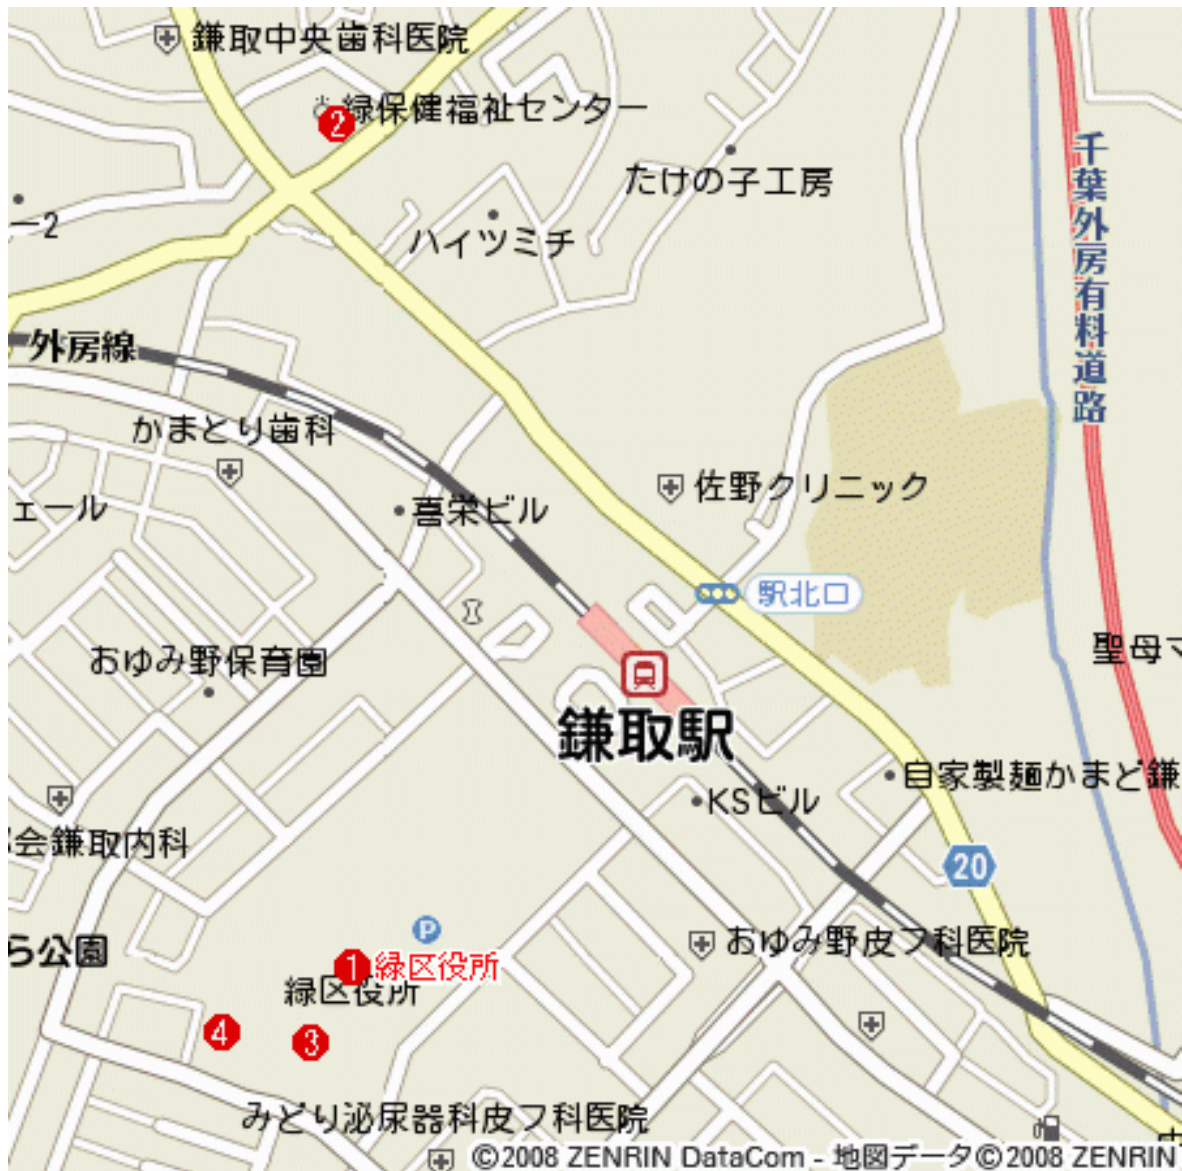 鎌取中央歯科医院
緑保健福祉センター
2
たけの子工房
千葉外房有料道路
ー2
ハイツミチ
外房線
かまとり歯科
佐野クリニック
ェール
喜栄ビル
駅北口
おゆみ野保育園
聖母マ
鎌取駅
自家製麺かまど鎌
KSビル
会鎌取内科
20
P
ら公園
おゆみ野皮フ科医院
1
緑区役所
緑区役所
4
3
みどり泌尿器科皮フ科医院
©2008 ZENRIN DataCom - 地図データ©2008 ZENRIN